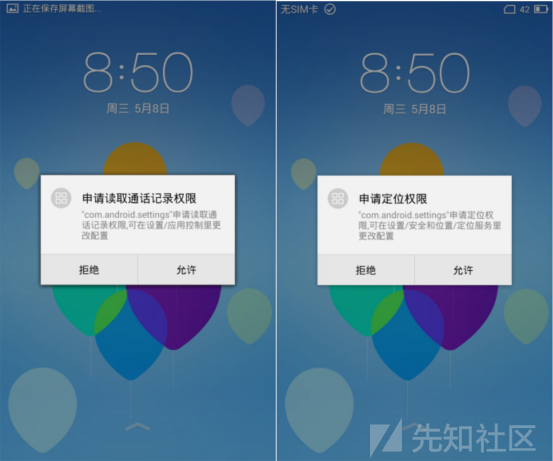 正在保存屏幕截图...
8:50
周三 5月8日
申请读取通话记录权限
"com.android.settings"申请读取通
话记录权限,可在设置/应用控制里更
改配置
拒绝
允许
无SIM卡
42
8:50
周三 5月8日
申请定位权限
"com.android.settings"申请定位权
限,可在设置/安全和位置/定位服务里
更改配置
拒绝
允许
先知社区